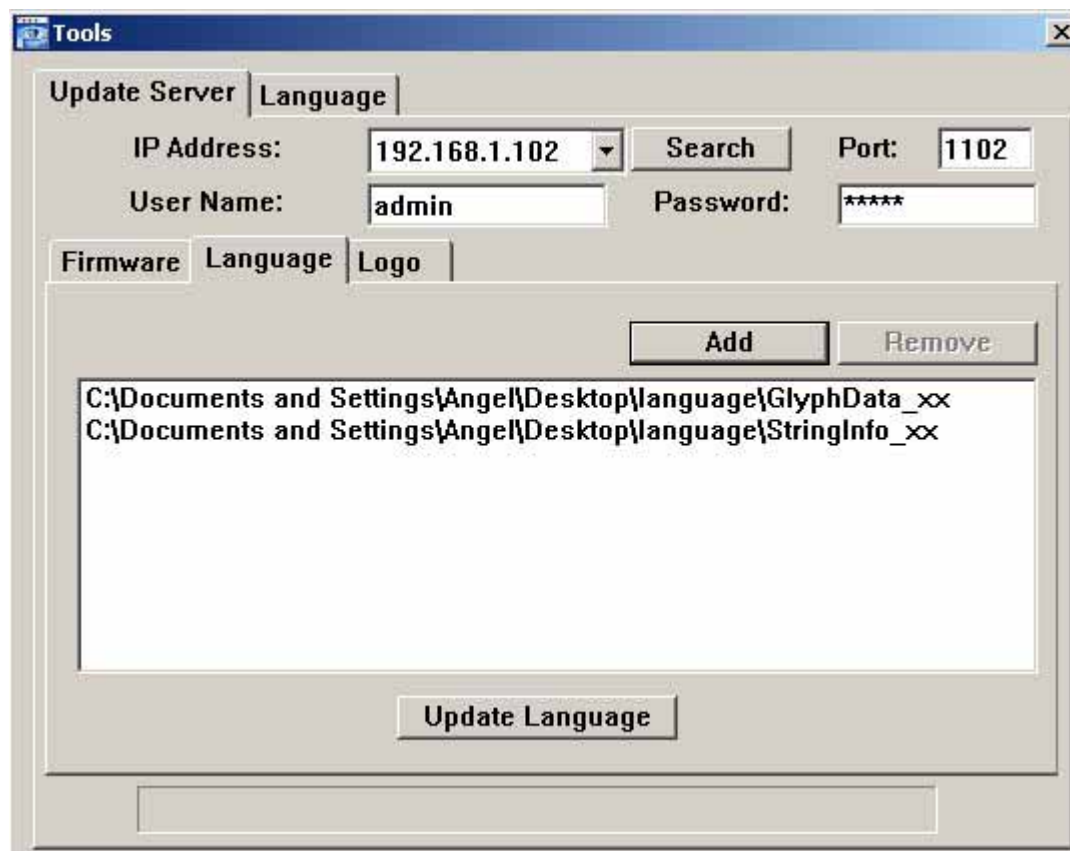 Tools
Update Server Language
IP Address: 192.168.1.102 Search Port: 1102
User Name: admin Password: *****
Firmware Language Logo
Add Remove
C:\Documents and Settings\Angel\Desktop\language\GlyphData_xx
C:\Documents and Settings\Angel\Desktop\language\StringInfo_xx
Update Language